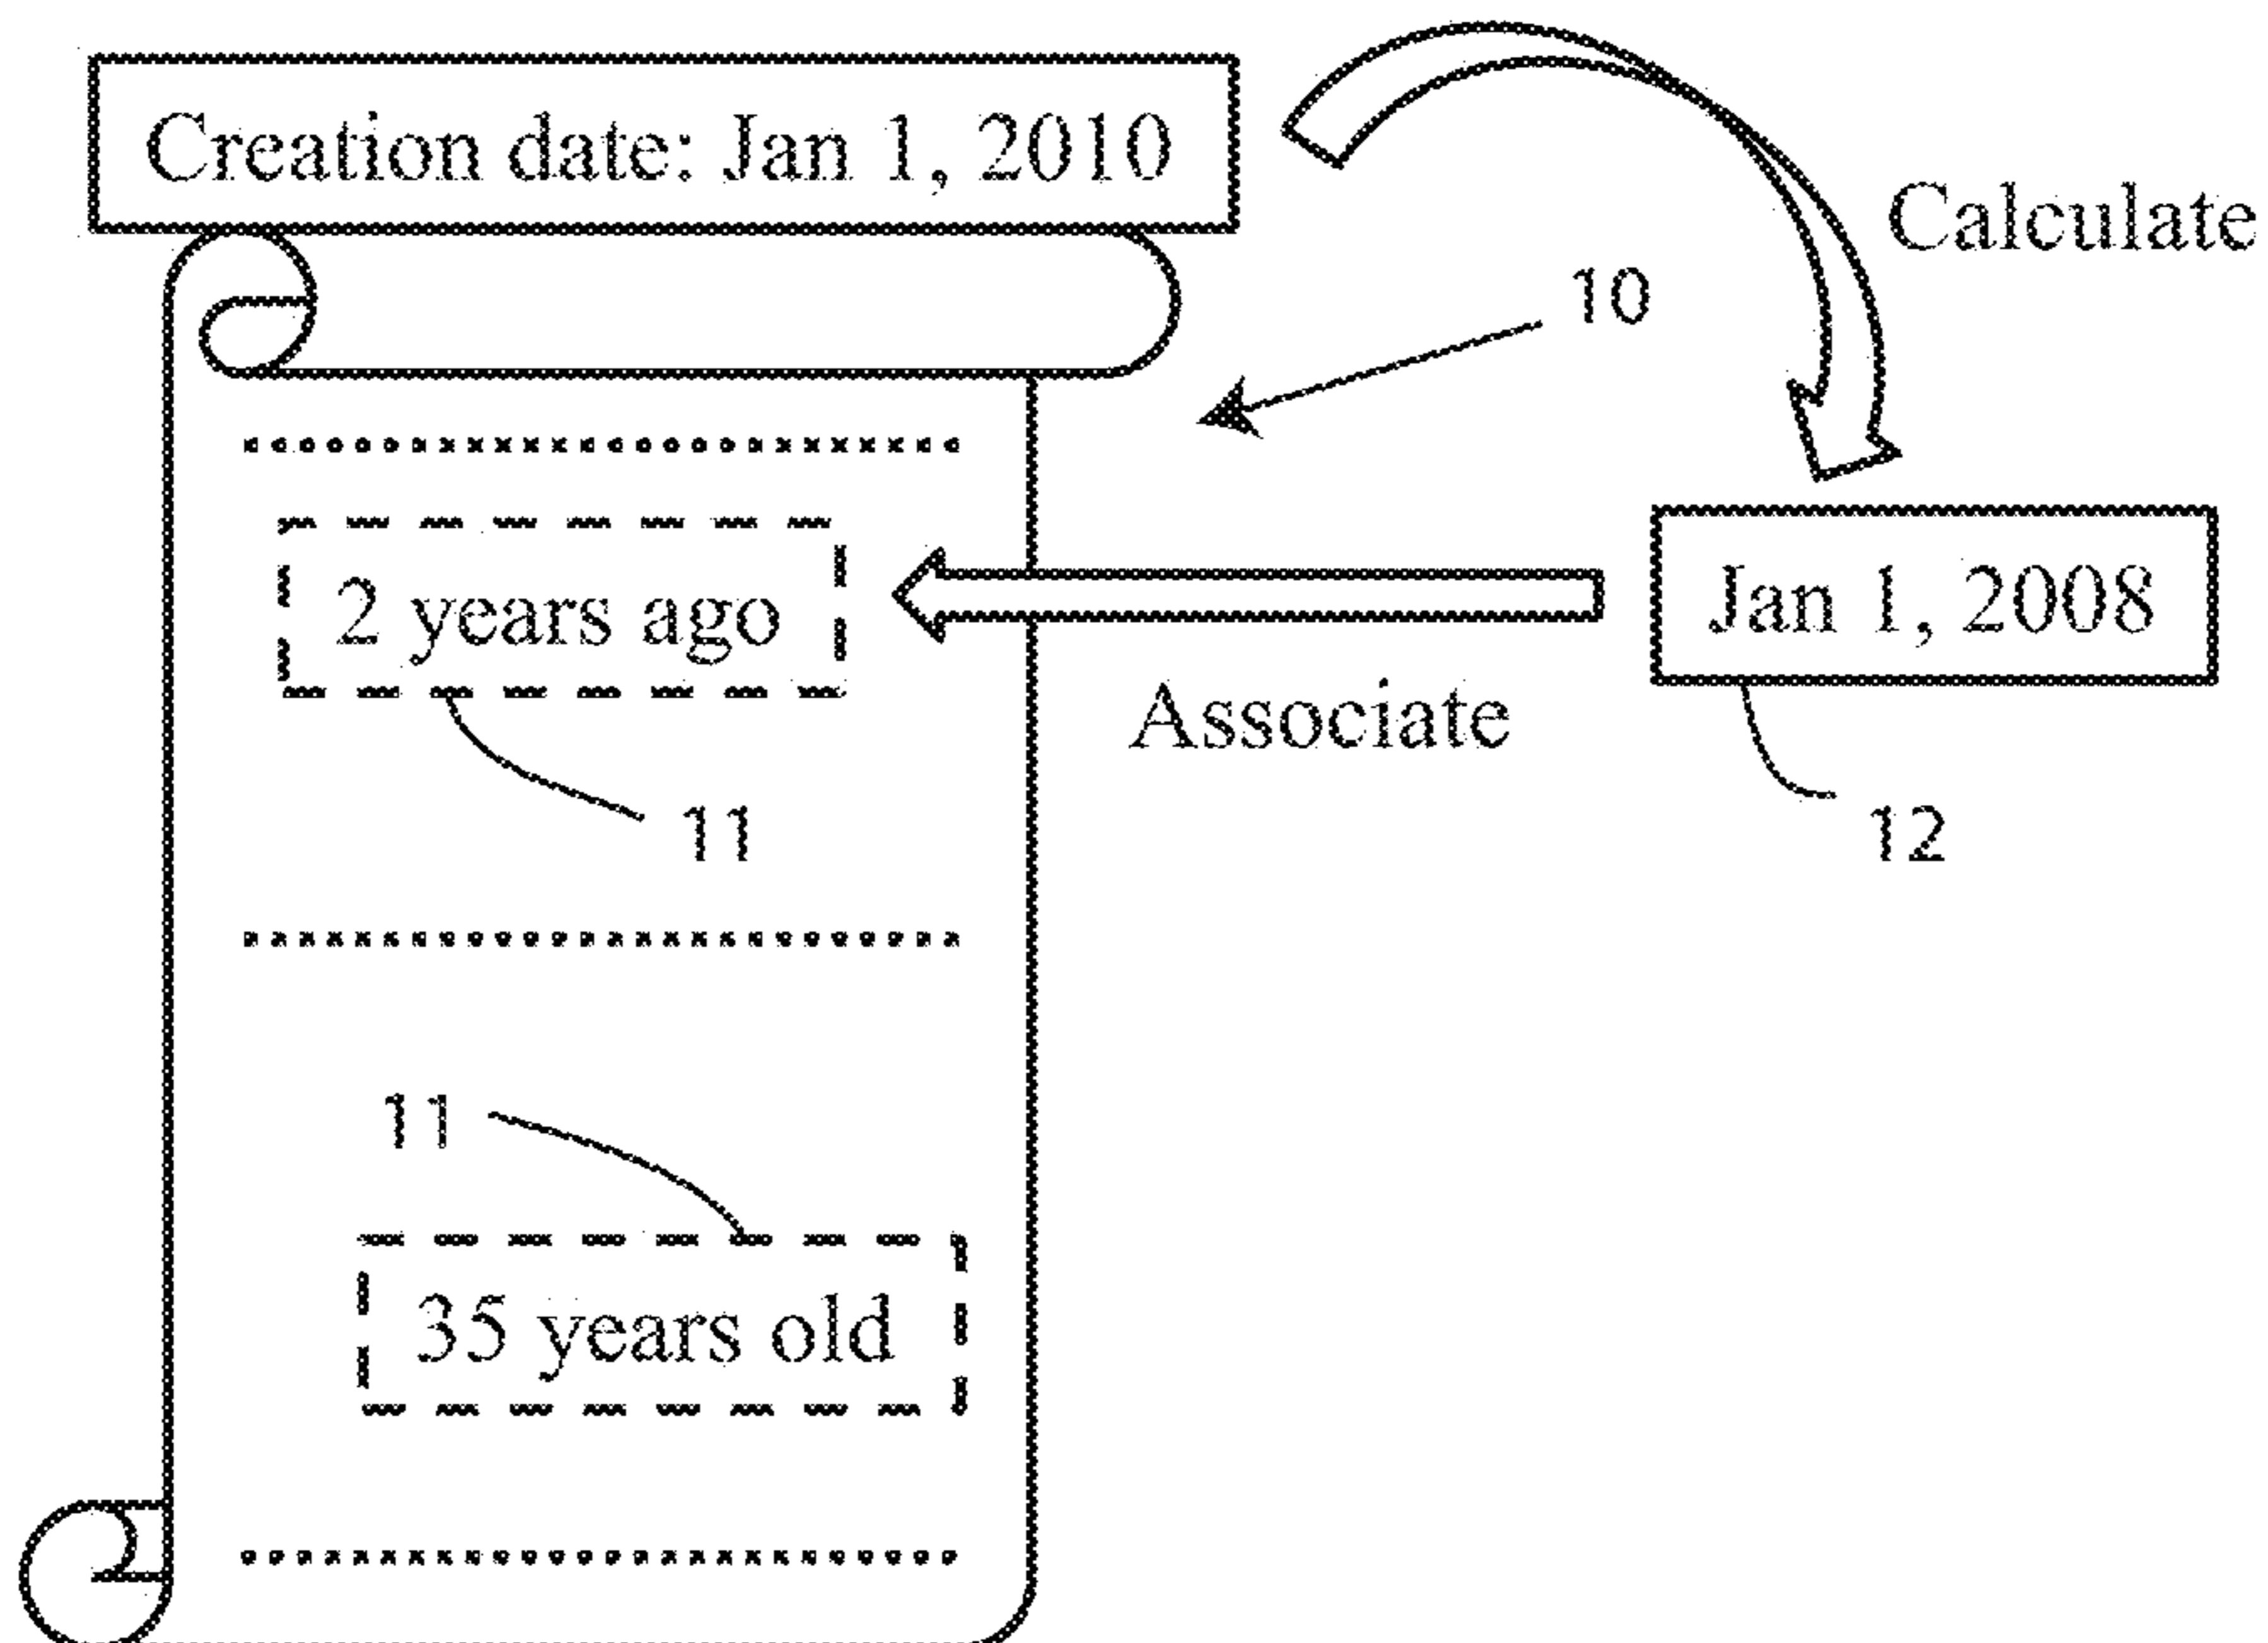 Creation date: Jan 1, 2010
Calculate
10
2 years ago
Jan 1, 2008
Associate
11
12
11
35 years old